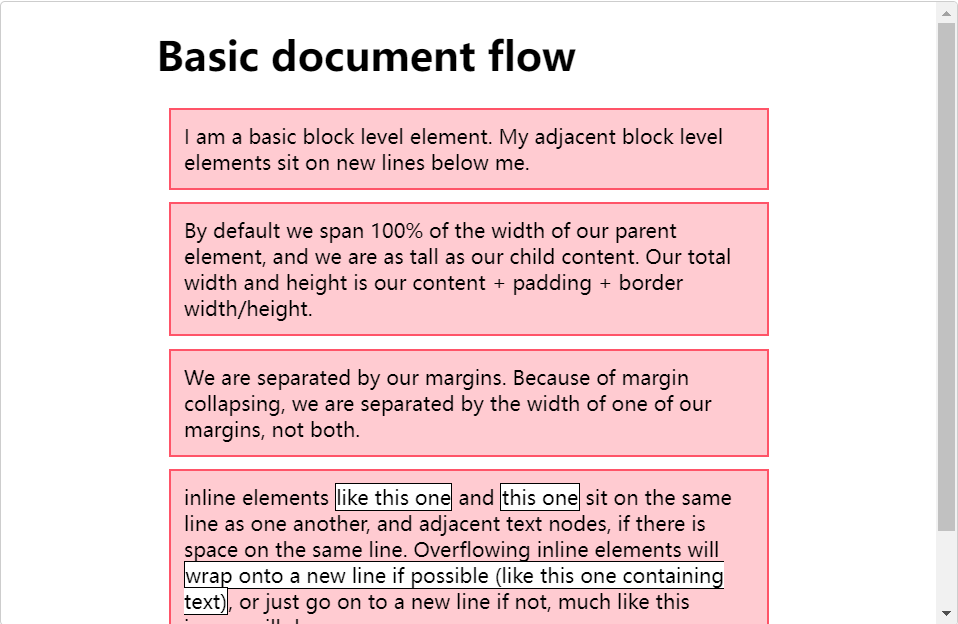 Basic document flow
I am a basic block level element. My adjacent block level
elements sit on new lines below me.
By default we span 100% of the width of our parent
element, and we are as tall as our child content. Our total
width and height is our content + padding + border
width/height.
We are separated by our margins. Because of margin
collapsing, we are separated by the width of one of our
margins, not both.
inline elements like this one and this one sit on the same
line as one another, and adjacent text nodes, if there is
space on the same line. Overflowing inline elements will
wrap onto a new line if possible (like this one containing
text), or just go on to a new line if not, much like this